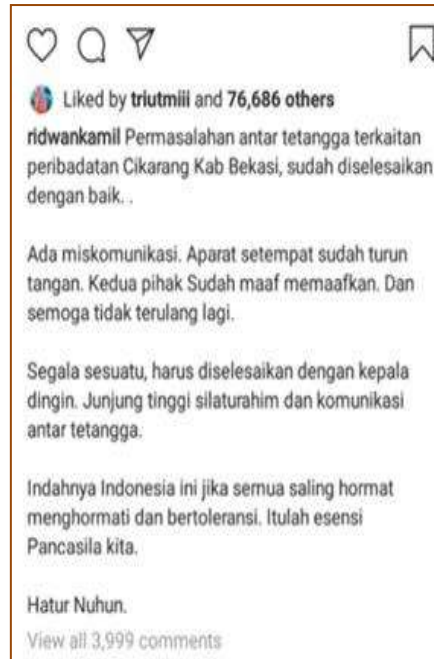 Liked by triutmiii and 76,686 others
ridwankamil Permasalahan antar tetangga terkaitan
peribadatan Cikarang Kab Bekasi, sudah diselesaikan
dengan baik. .
Ada miskomunikasi. Aparat setempat sudah turun
tangan. Kedua pihak Sudah maaf memaafkan. Dan
semoga tidak terulang lagi.
Segala sesuatu, harus diselesaikan dengan kepala
dingin. Junjung tinggi silaturahim dan komunikasi
antar tetangga.
Indahnya Indonesia ini jika semua saling hormat
menghormati dan bertoleransi. Itulah esensi
Pancasila kita.
Hatur Nuhun.
View all 3,999 comments